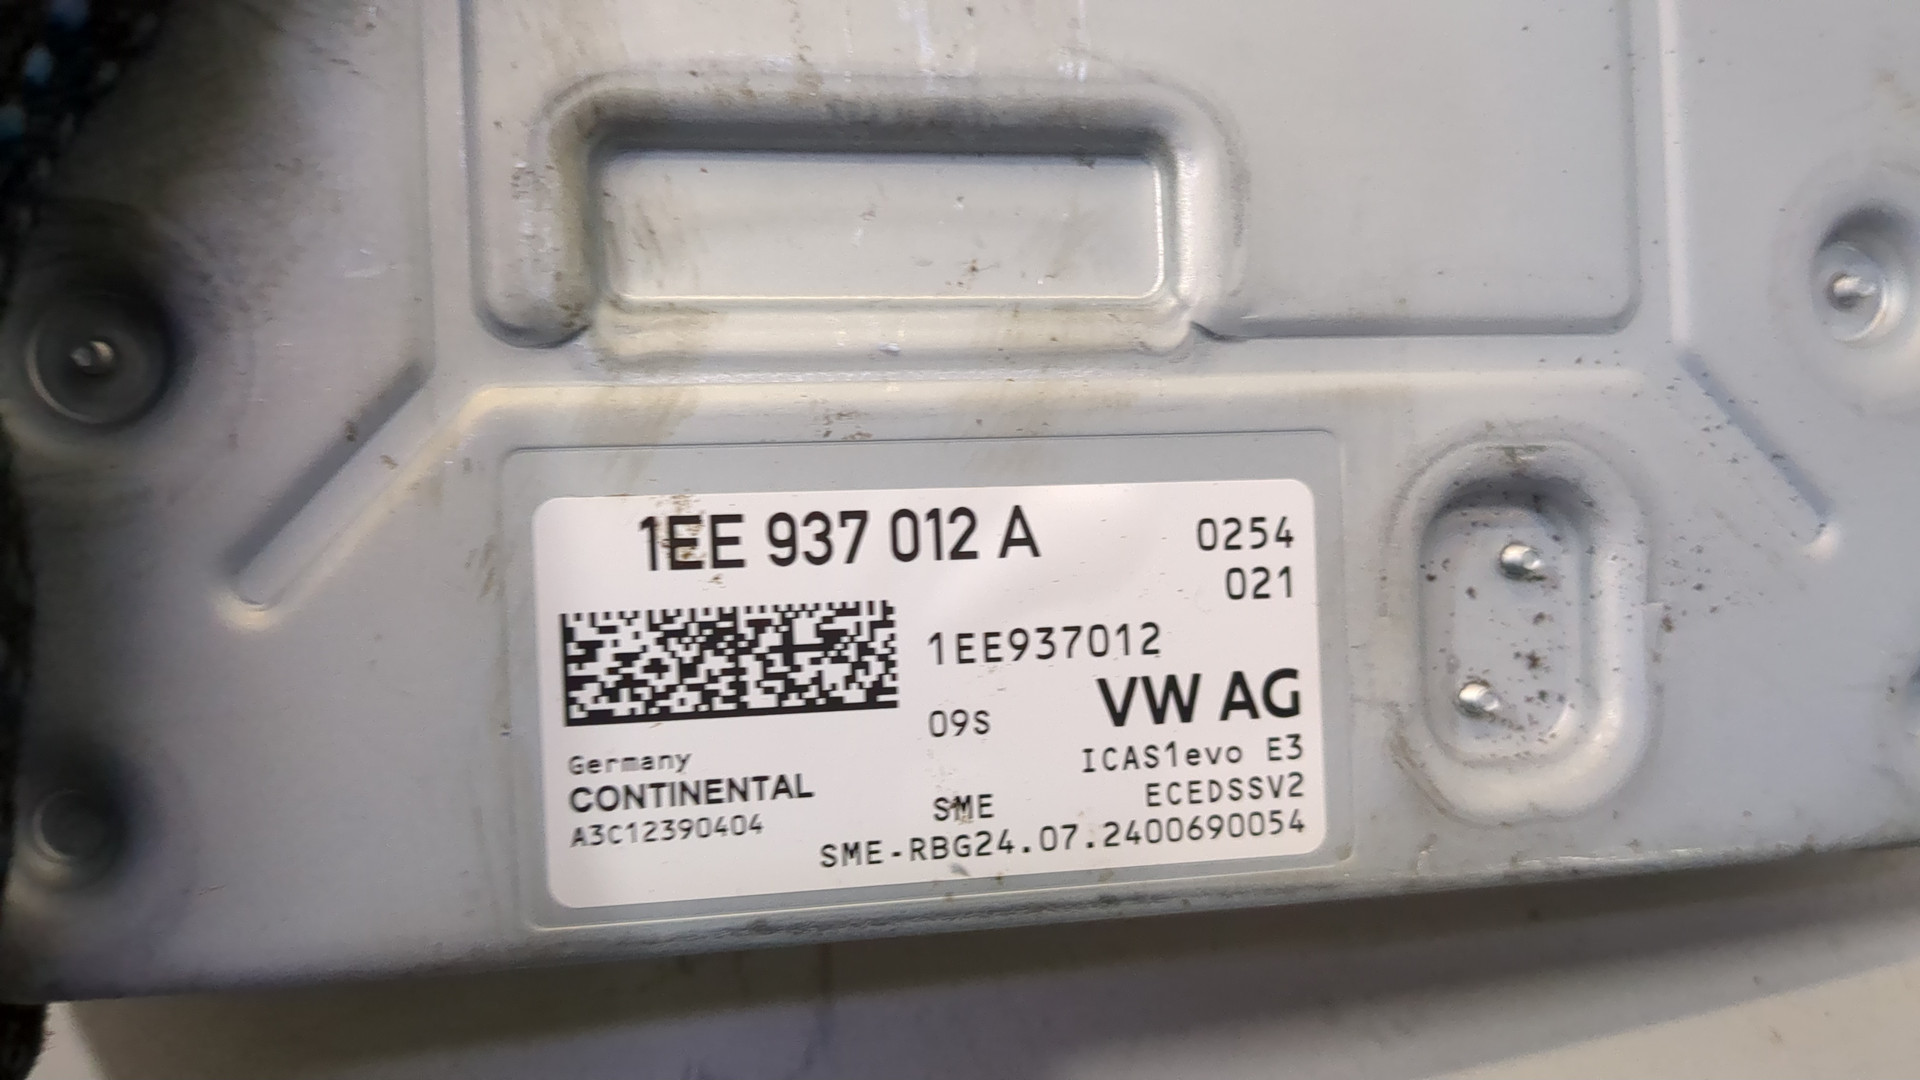 1EE 937 012 A
0254
021
1EE937012
09S
VW AG
Germany
ICAS1evo E3
CONTINENTAL
SME
ECEDSSV2
A3C12390404
SME-RBG24.07.2400690054